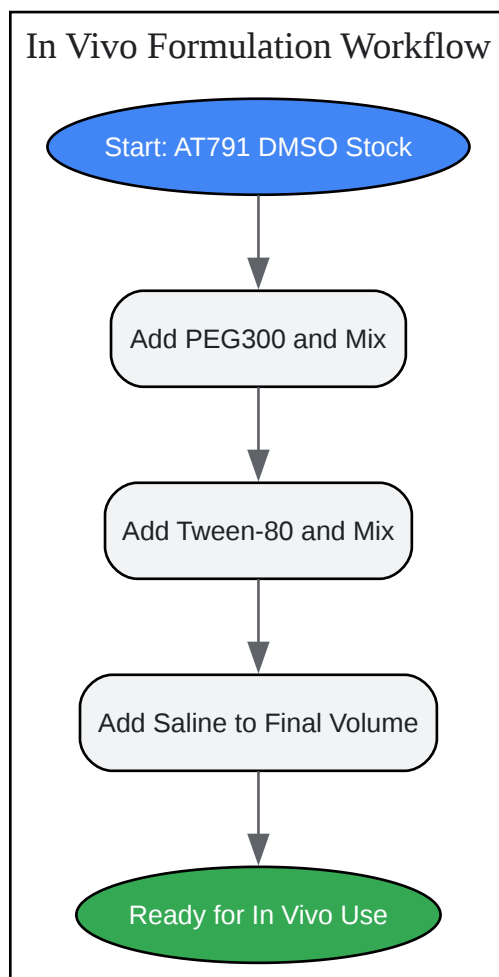 In Vivo Formulation Workflow
Start: AT791 DMSO Stock
Add PEG300 and Mix
Add Tween-80 and Mix
Add Saline to Final Volume
Ready for In Vivo Use